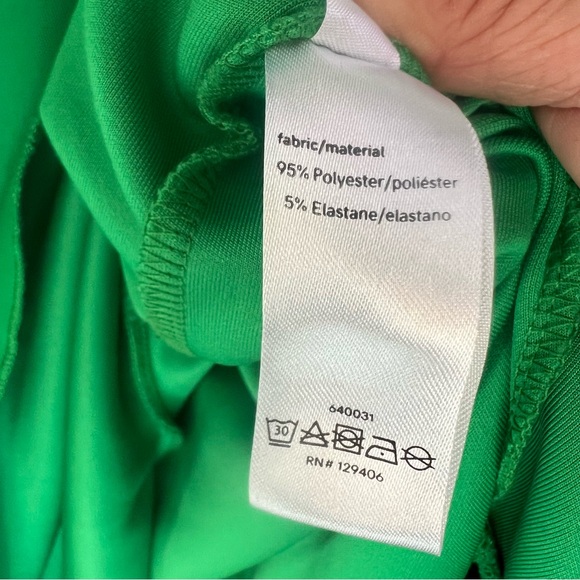 fabric/material
95% Polyester/poliéster
5% Elastane/elastano
640031
30
RN# 129406